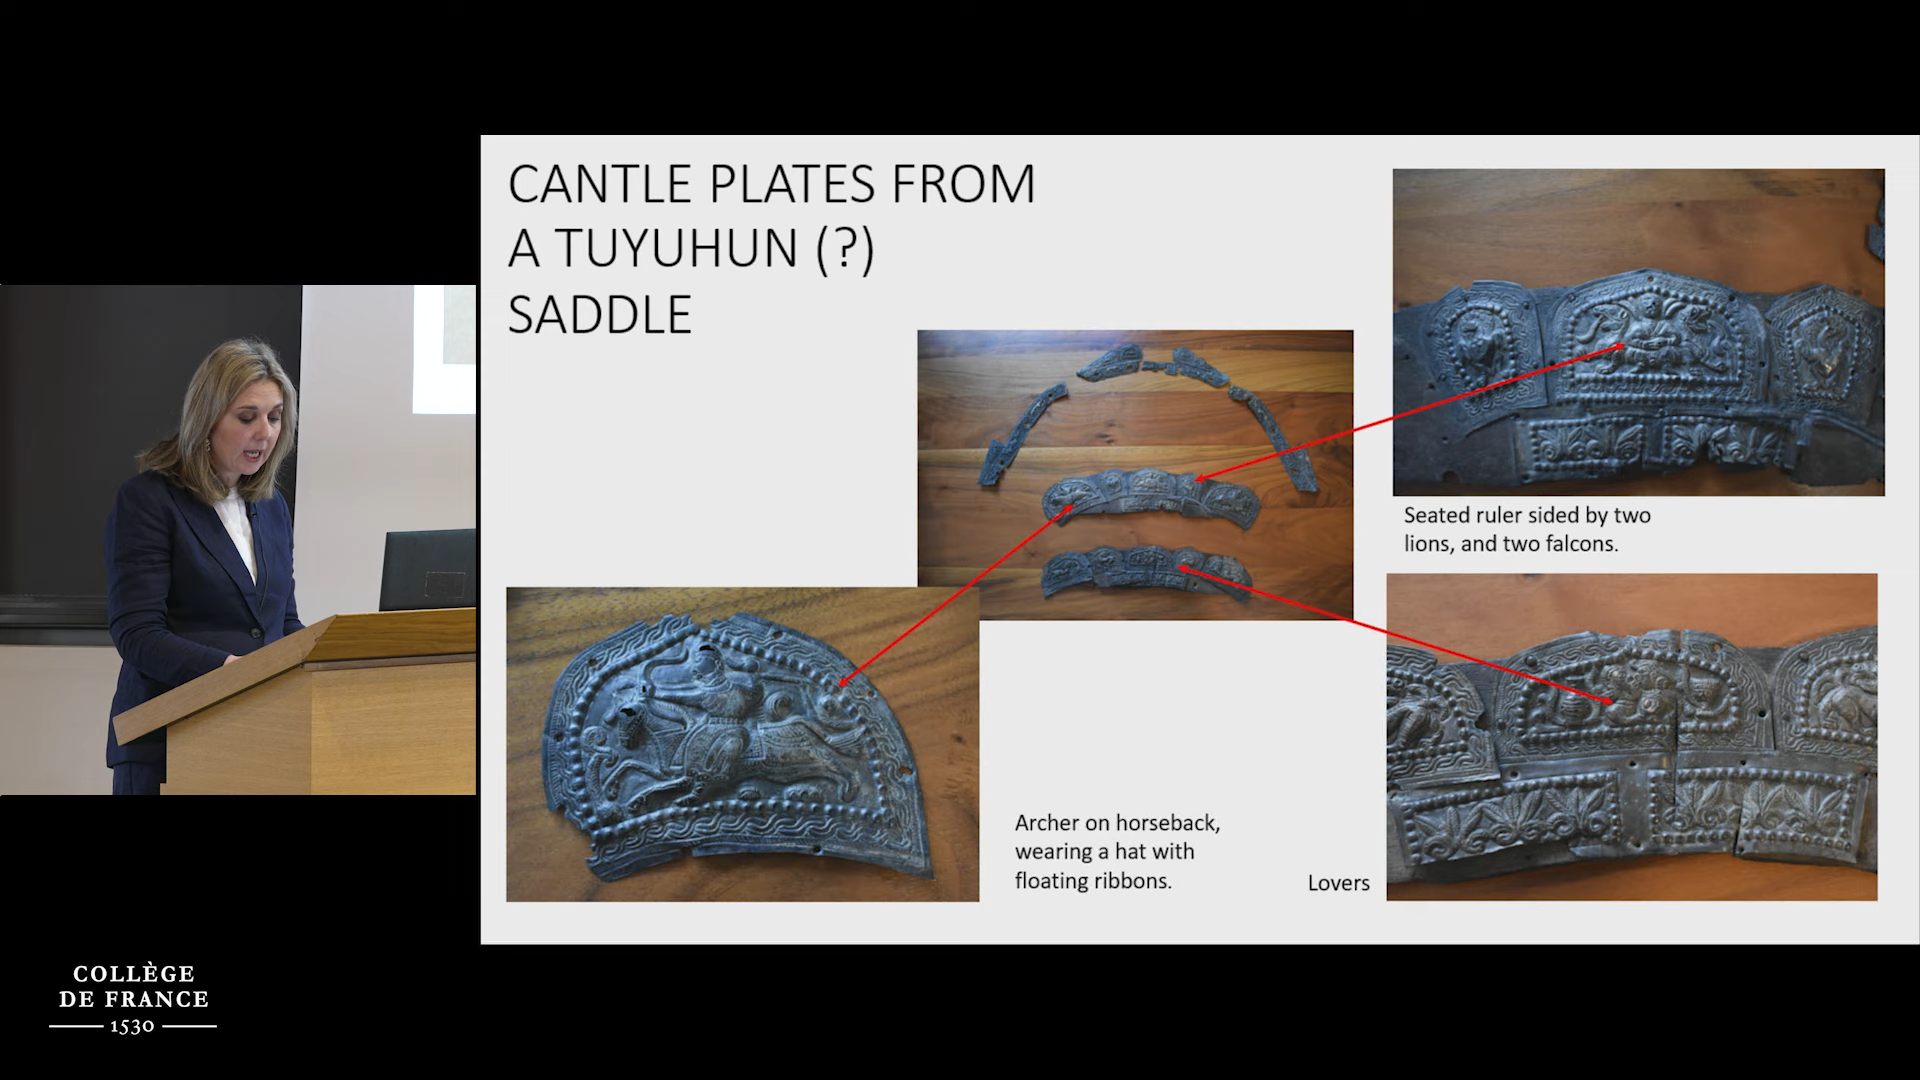 CANTLE PLATES FROM
A TUYUHUN (?)
SADDLE
Seated ruler sided by two
lions, and two falcons.
Archer on horseback,
wearing a hat with
floating ribbons.
Lovers
COLLÈGE
DE FRANCE
1530